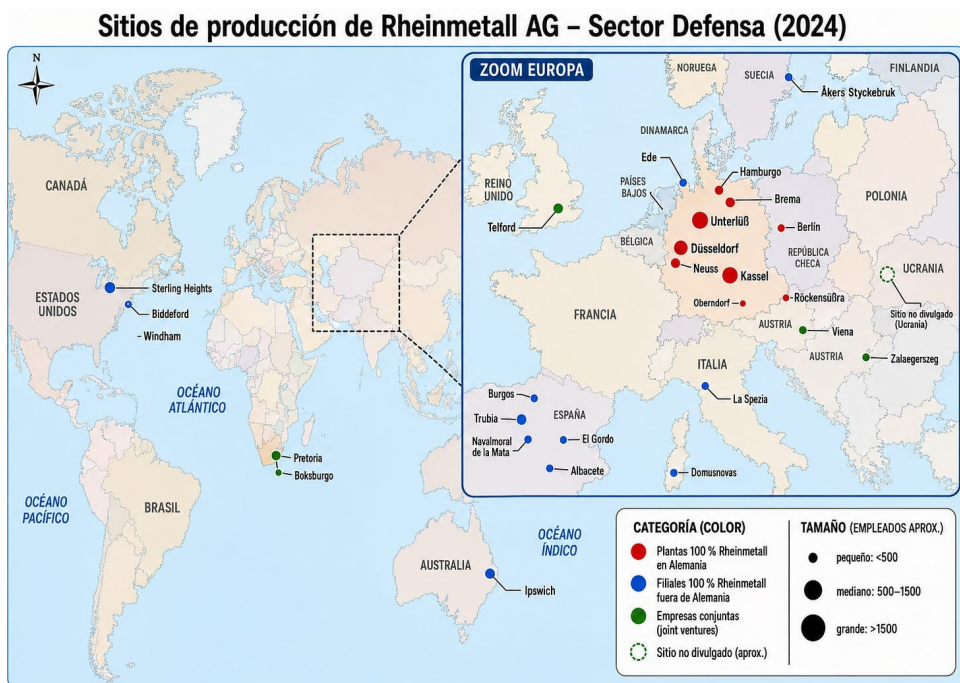 Sitios de producción de Rheinmetall AG – Sector Defensa (2024)
N
CANADÁ
ESTADOS
UNIDOS
Sterling Heights
Biddeford
Windham
OCÉANO
ATLÁNTICO
OCÉANO
PACÍFICO
BRASIL
Pretoria
Boksburgo
AUSTRALIA
Ipswich
OCÉANO
ÍNDICO
ZOOM EUROPA
NORUEGA
SUECIA
FINLANDIA
Åkers Styckebruk
DINAMARCA
Ede
Hamburgo
REINO
UNIDO
PAÍSES
BAJOS
Brema
POLONIA
Telford
Unterlüß
Berlín
BÉLGICA
Düsseldorf
REPÚBLICA
CHECA
Neuss
Kassel
UCRANIA
Oberndorf
Röckensüßra
Sitio no divulgado
(Ucrania)
FRANCIA
AUSTRIA
Viena
AUSTRIA
Zalaegerszeg
ITALIA
La Spezia
Burgos
Trubia
ESPAÑA
Navalmoral
de la Mata
El Gordo
Albacete
Domusnovas
CATEGORÍA (COLOR)
Plantas 100 % Rheinmetall
en Alemania
Filiales 100 % Rheinmetall
fuera de Alemania
Empresas conjuntas
(joint ventures)
Sitio no divulgado (aprox.)
TAMAÑO (EMPLEADOS APROX.)
pequeño: <500
mediano: 500–1500
grande: >1500